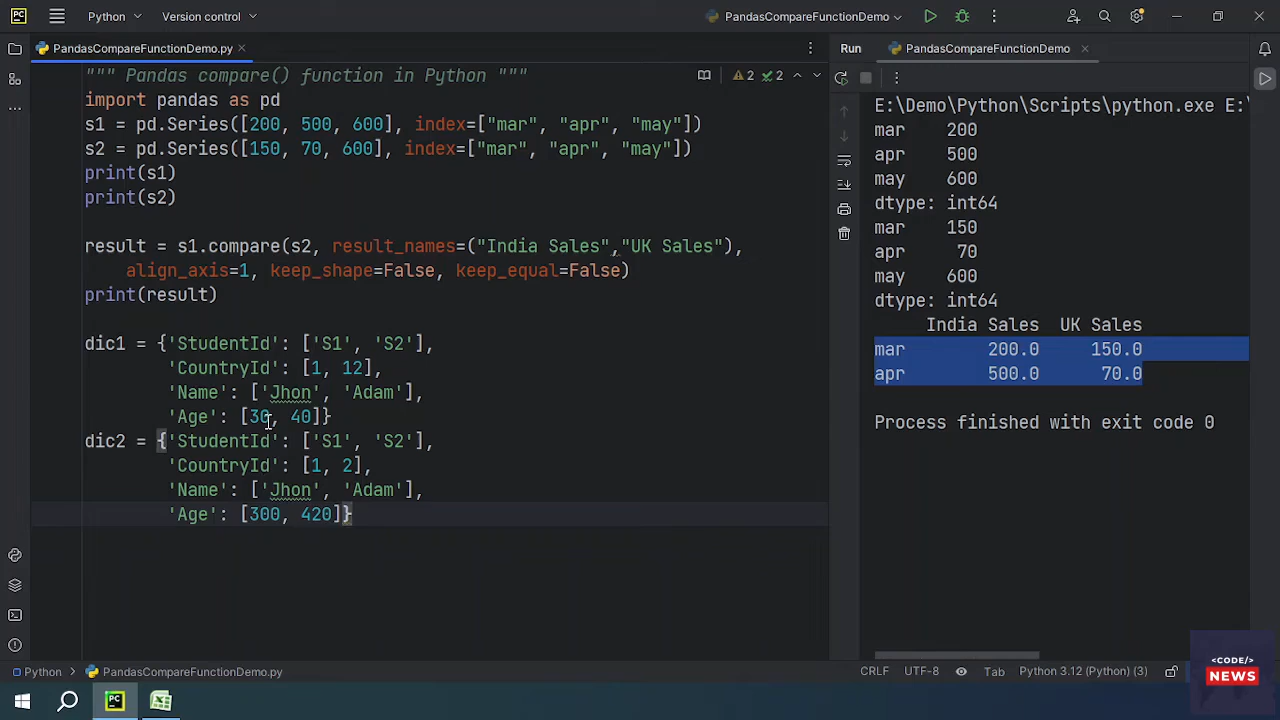 Python
Version control
PandasCompareFunctionDemo
PandasCompareFunctionDemo.py
Run
PandasCompareFunctionDemo
""" Pandas compare() function in Python """
2
2
import pandas as pd
s1 = pd.Series([200, 500, 600], index=["mar", "apr", "may"])
s2 = pd.Series([150, 70, 600], index=["mar", "apr", "may"])
print(s1)
print(s2)
result = s1.compare(s2, result_names=("India Sales","UK Sales"),
align_axis=1, keep_shape=False, keep_equal=False)
print(result)
dic1 = {'StudentId': ['S1', 'S2'],
'CountryId': [1, 12],
'Name': ['Jhon', 'Adam'],
'Age': [30, 40]}
dic2 = {'StudentId': ['S1', 'S2'],
'CountryId': [1, 2],
'Name': ['Jhon', 'Adam'],
'Age': [300, 420]}
E:\Demo\Python\Scripts\python.exe E:\
mar 200
apr 500
may 600
dtype: int64
mar 150
apr 70
may 600
dtype: int64
India Sales UK Sales
mar 200.0 150.0
apr 500.0 70.0
Process finished with exit code 0
Python
PandasCompareFunctionDemo.py
CRLF
UTF-8
Tab
Python 3.12 (Python) (3)
<CODE/>
NEWS